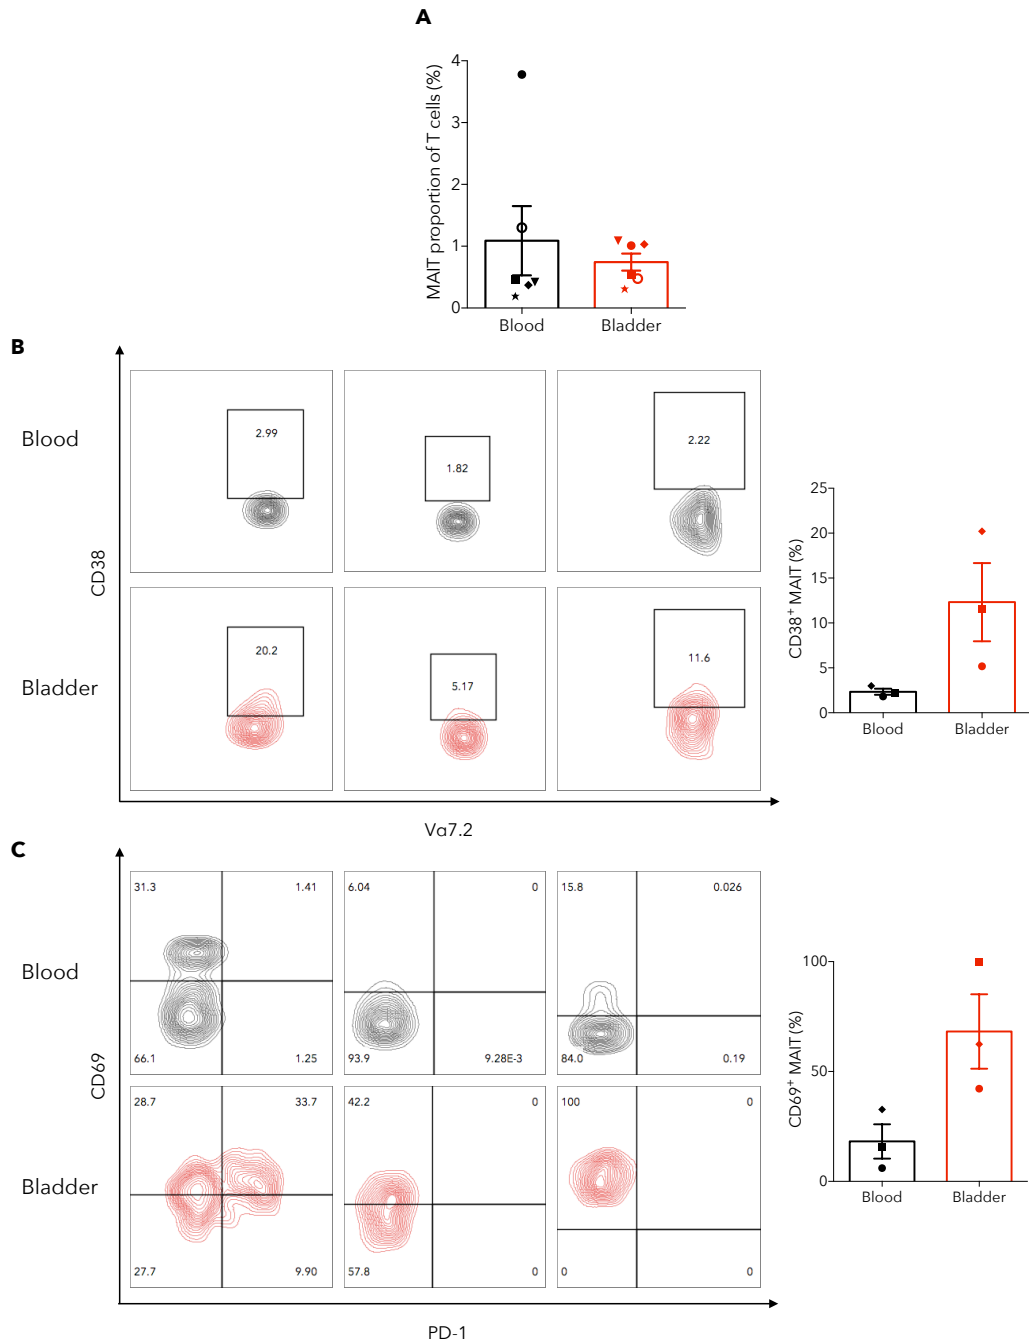 A
MAIT proportion of T cells (%)
4
3
2
1
0
Blood
Bladder
B
Blood
2.99
1.82
2.22
CD38
Bladder
20.2
5.17
11.6
Vα7.2
CD38+ MAIT (%)
25
20
15
10
5
0
Blood
Bladder
C
Blood
31.3
1.41
6.04
0
15.8
0.026
66.1
1.25
93.9
9.28E-3
84.0
0.19
CD69
Bladder
28.7
33.7
42.2
0
100
0
27.7
9.90
57.8
0
0
0
PD-1
CD69+ MAIT (%)
100
50
0
Blood
Bladder